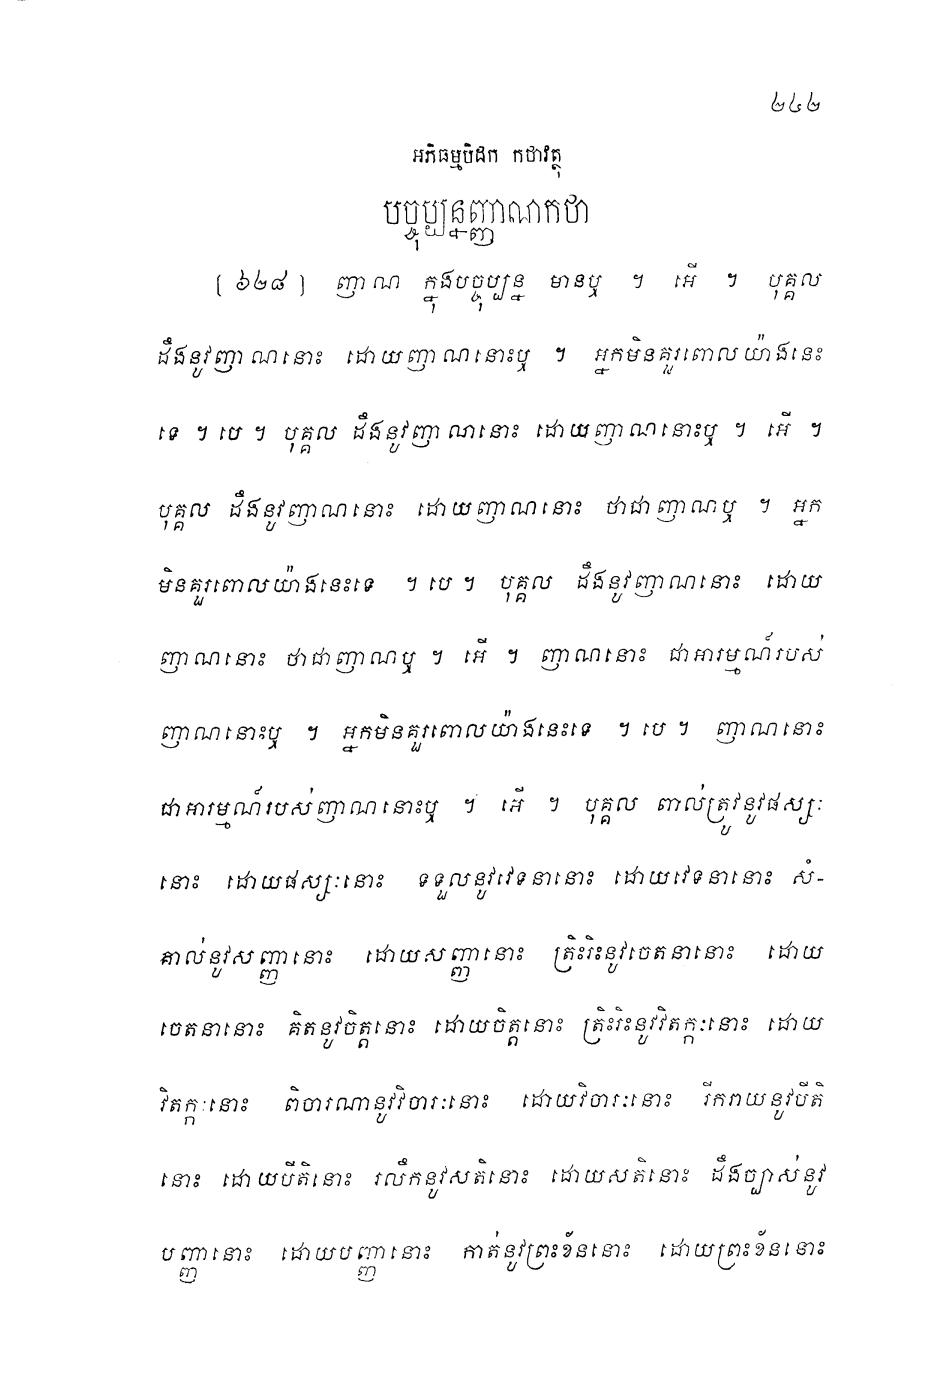 ២៤២
អភិធម្មបិដក កថាវត្ថុ
បច្ចុប្បន្នញ្ញាណកថា
[ ៦២៨ ] ញាណ ក្នុងបច្ចុប្បន្ន មានឬ ។ អើ ។ បុគ្គល
ដឹងនូវញាណនោះ ដោយញាណនោះឬ ។ អ្នកមិនគួរពោលយ៉ាងនេះ
ទេ ។ បេ ។ បុគ្គល ដឹងនូវញាណនោះ ដោយញាណនោះឬ ។ អើ ។
បុគ្គល ដឹងនូវញាណនោះ ដោយញាណនោះ ថាជាញាណឬ ។ អ្នក
មិនគួរពោលយ៉ាងនេះទេ ។ បេ ។ បុគ្គល ដឹងនូវញាណនោះ ដោយ
ញាណនោះ ថាជាញាណឬ ។ អើ ។ ញាណនោះ ជាអារម្មណ៍របស់
ញាណនោះឬ ។ អ្នកមិនគួរពោលយ៉ាងនេះទេ ។ បេ ។ ញាណនោះ
ជាអារម្មណ៍របស់ញាណនោះឬ ។ អើ ។ បុគ្គល ពាល់ត្រូវនូវផស្សៈ
នោះ ដោយផស្សៈនោះ ទទួលនូវវេទនានោះ ដោយវេទនានោះ សំ-
គាល់នូវសញ្ញានោះ ដោយសញ្ញានោះ ត្រិះរិះនូវចេតនានោះ ដោយ
ចេតនានោះ គិតនូវចិត្តនោះ ដោយចិត្តនោះ ត្រិះរិះនូវវិតក្កៈនោះ ដោយ
វិតក្កៈនោះ ពិចារណានូវវិចារៈនោះ ដោយវិចារៈនោះ រីករាយនូវបីតិ
នោះ ដោយបីតិនោះ រលឹកនូវសតិនោះ ដោយសតិនោះ ដឹងច្បាស់នូវ
បញ្ញានោះ ដោយបញ្ញានោះ កាត់នូវព្រះខ័ននោះ ដោយព្រះខ័ននោះ